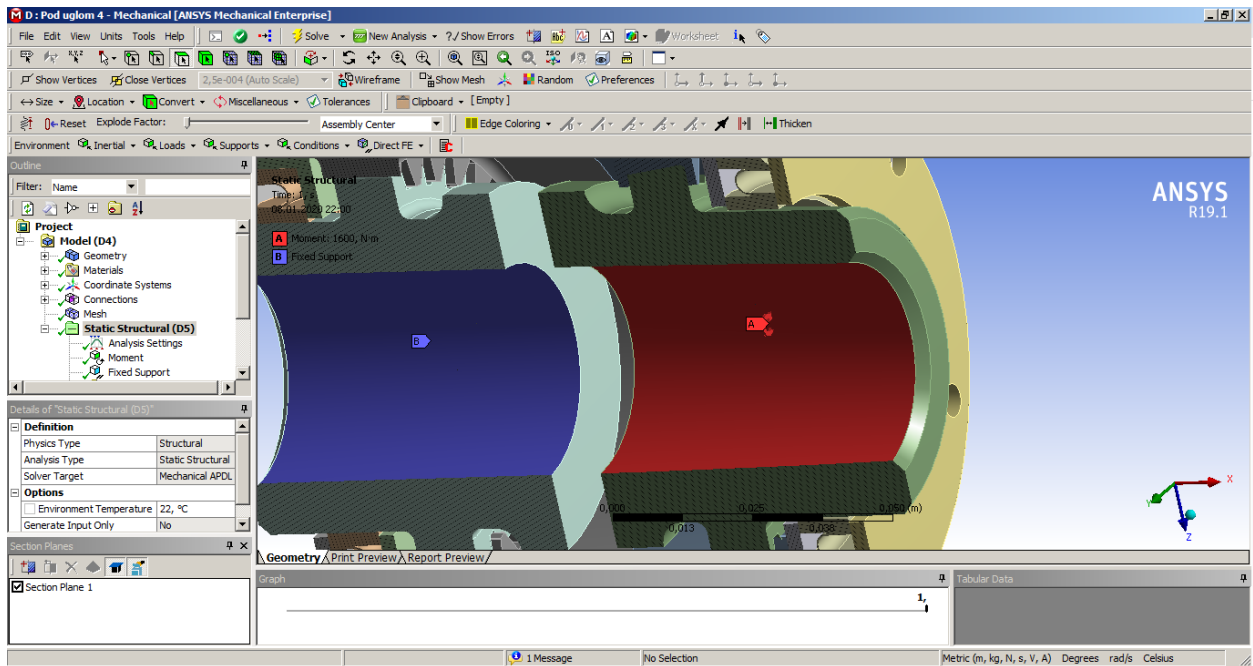 D : Pod uglom 4 - Mechanical [ANSYS Mechanical Enterprise]
File Edit View Units Tools Help Solve New Analysis ?/ Show Errors Worksheet
Show Vertices Close Vertices 2,5e-004 (Auto Scale) Wireframe Show Mesh Random Preferences
Size Location Convert Miscellaneous Tolerances Clipboard [Empty]
Reset Explode Factor: Assembly Center Edge Coloring Thicken
Environment Inertial Loads Supports Conditions Direct FE
Outline
Filter: Name
Project
Model (D4)
Geometry
Materials
Coordinate Systems
Connections
Mesh
Static Structural (D5)
Analysis Settings
Moment
Fixed Support
Details of "Static Structural (D5)"
Definition
Physics Type Structural
Analysis Type Static Structural
Solver Target Mechanical APDL
Options
Environment Temperature 22, °C
Generate Input Only No
Section Planes
Section Plane 1
Static Structural
Time: 1, s
08.01.2020 22:00
A Moment: 1600, N·m
B Fixed Support
B
A
ANSYS
R19.1
0,000 0,025 0,050 (m)
0,013 0,038
X
Y
Z
Geometry Print Preview Report Preview
Graph
1,
Tabular Data
1 Message No Selection Metric (m, kg, N, s, V, A) Degrees rad/s Celsius